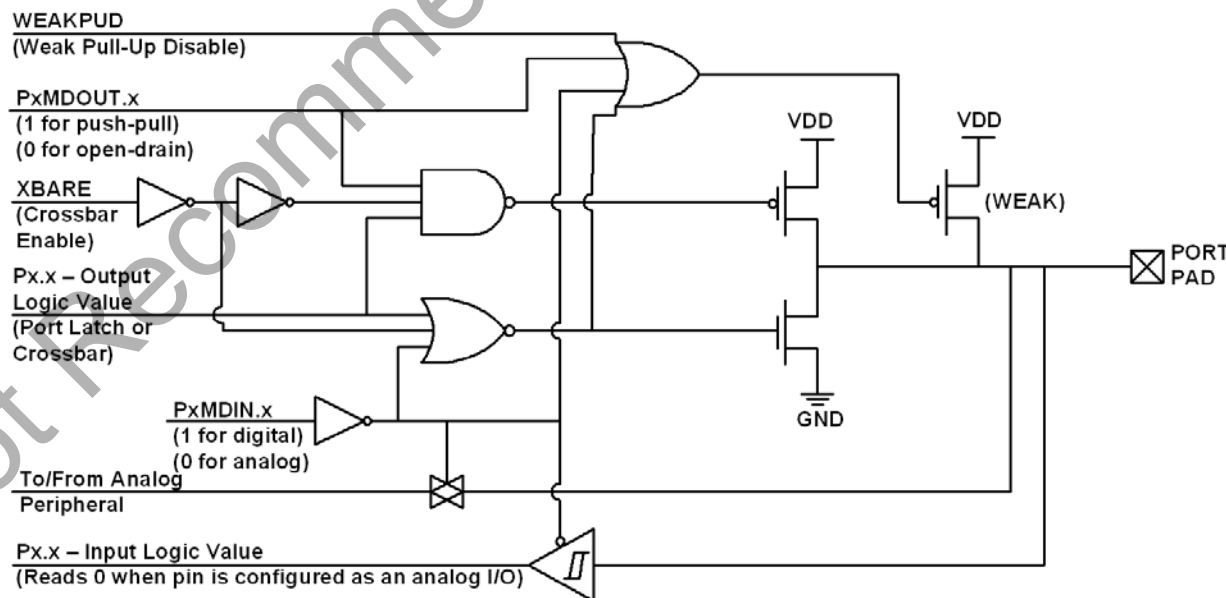 WEAKPUD
(Weak Pull-Up Disable)
PxMDOUT.x
(1 for push-pull)
(0 for open-drain)
XBARE
(Crossbar
Enable)
Px.x – Output
Logic Value
(Port Latch or
Crossbar)
PxMDIN.x
(1 for digital)
(0 for analog)
To/From Analog
Peripheral
Px.x – Input Logic Value
(Reads 0 when pin is configured as an analog I/O)
VDD
VDD
(WEAK)
PORT
PAD
GND
Not Recomme